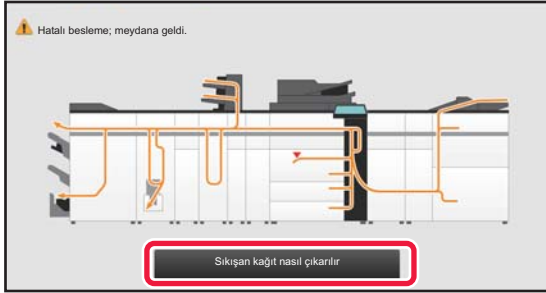 Hatalı besleme; meydana geldi.
Sıkışan kağıt nasıl çıkarılır